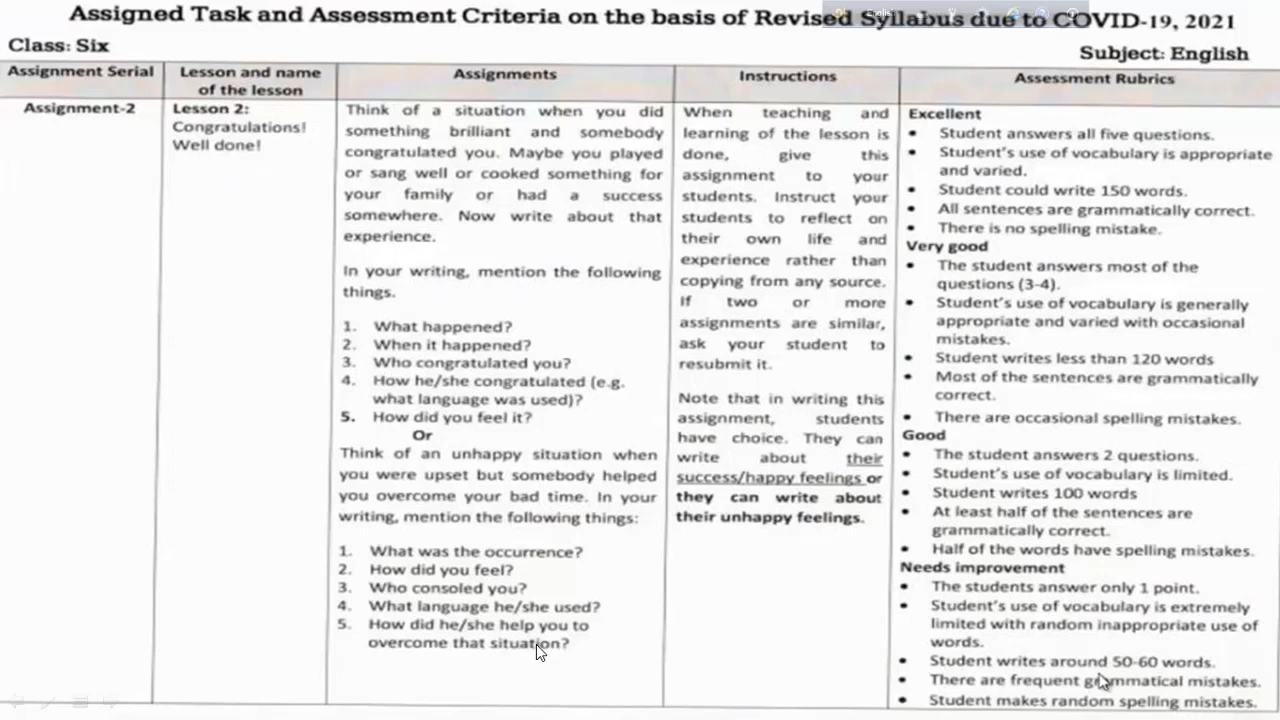 Assigned Task and Assessment Criteria on the basis of Revised Syllabus due to COVID-19, 2021
Class: Six
Subject: English
Assignment Serial
Lesson and name
of the lesson
Assignments
Instructions
Assessment Rubrics
Assignment-2
Lesson 2:
Congratulations!
Well done!
Think of a situation when you did
something brilliant and somebody
congratulated you. Maybe you played
or sang well or cooked something for
your family or had a success
somewhere. Now write about that
experience.
In your writing, mention the following
things.
1. What happened?
2. When it happened?
3. Who congratulated you?
4. How he/she congratulated (e.g.
what language was used)?
5. How did you feel it?
Or
Think of an unhappy situation when
you were upset but somebody helped
you overcome your bad time. In your
writing, mention the following things:
1. What was the occurrence?
2. How did you feel?
3. Who consoled you?
4. What language he/she used?
5. How did he/she help you to
overcome that situation?
When teaching and
learning of the lesson is
done, give this
assignment to your
students. Instruct your
students to reflect on
their own life and
experience rather than
copying from any source.
If two or more
assignments are similar,
ask your student to
resubmit it.
Note that in writing this
assignment, students
have choice. They can
write about their
success/happy feelings or
they can write about
their unhappy feelings.
Excellent
• Student answers all five questions.
• Student's use of vocabulary is appropriate
and varied.
• Student could write 150 words.
• All sentences are grammatically correct.
• There is no spelling mistake.
Very good
• The student answers most of the
questions (3-4).
• Student's use of vocabulary is generally
appropriate and varied with occasional
mistakes.
• Student writes less than 120 words
• Most of the sentences are grammatically
correct.
• There are occasional spelling mistakes.
Good
• The student answers 2 questions.
• Student's use of vocabulary is limited.
• Student writes 100 words
• At least half of the sentences are
grammatically correct.
• Half of the words have spelling mistakes.
Needs improvement
• The students answer only 1 point.
• Student's use of vocabulary is extremely
limited with random inappropriate use of
words.
• Student writes around 50-60 words.
• There are frequent grammatical mistakes.
• Student makes random spelling mistakes.